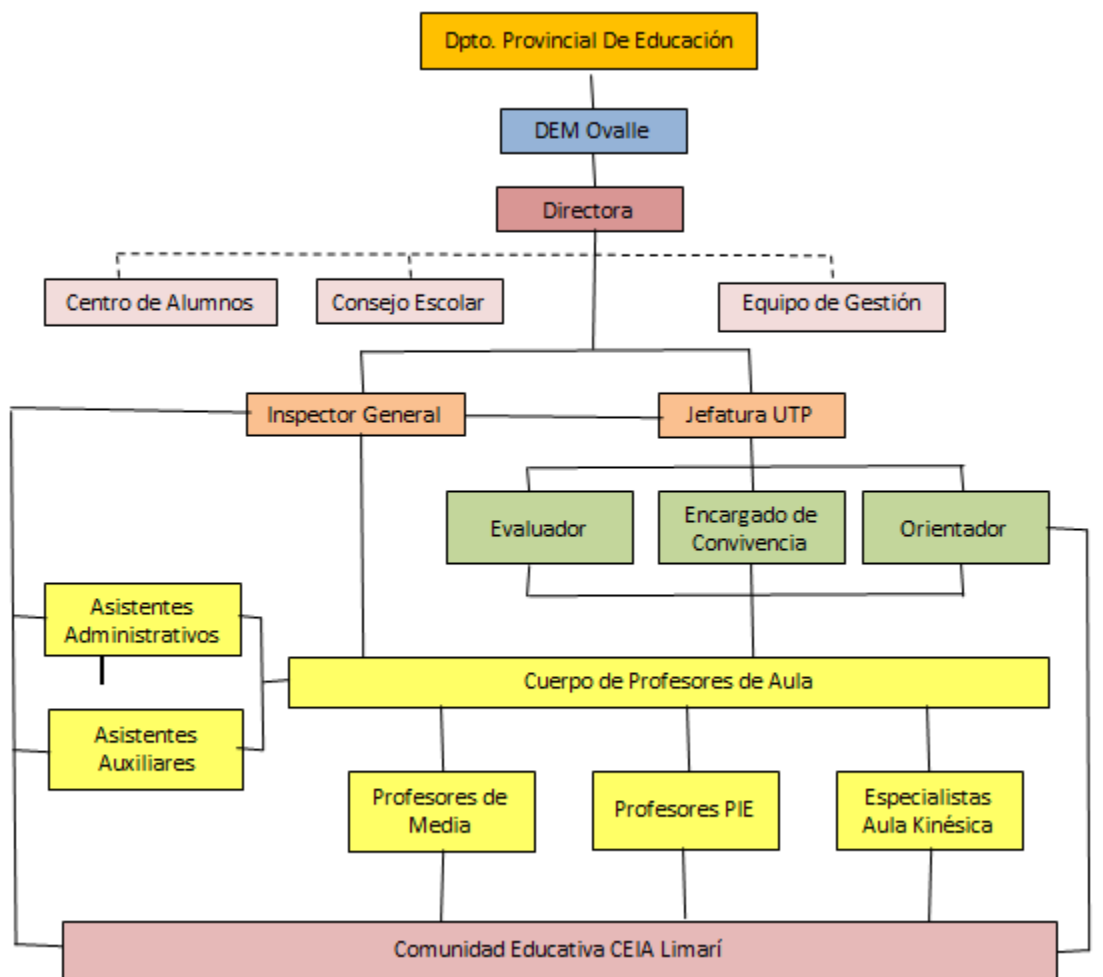 Dpto. Provincial De Educación
DEM Ovalle
Directora
Centro de Alumnos
Consejo Escolar
Equipo de Gestión
Inspector General
Jefatura UTP
Evaluador
Encargado de
Convivencia
Orientador
Asistentes
Administrativos
Cuerpo de Profesores de Aula
Asistentes
Auxiliares
Profesores de
Media
Profesores PIE
Especialistas
Aula Kinésica
Comunidad Educativa CEIA Limarí